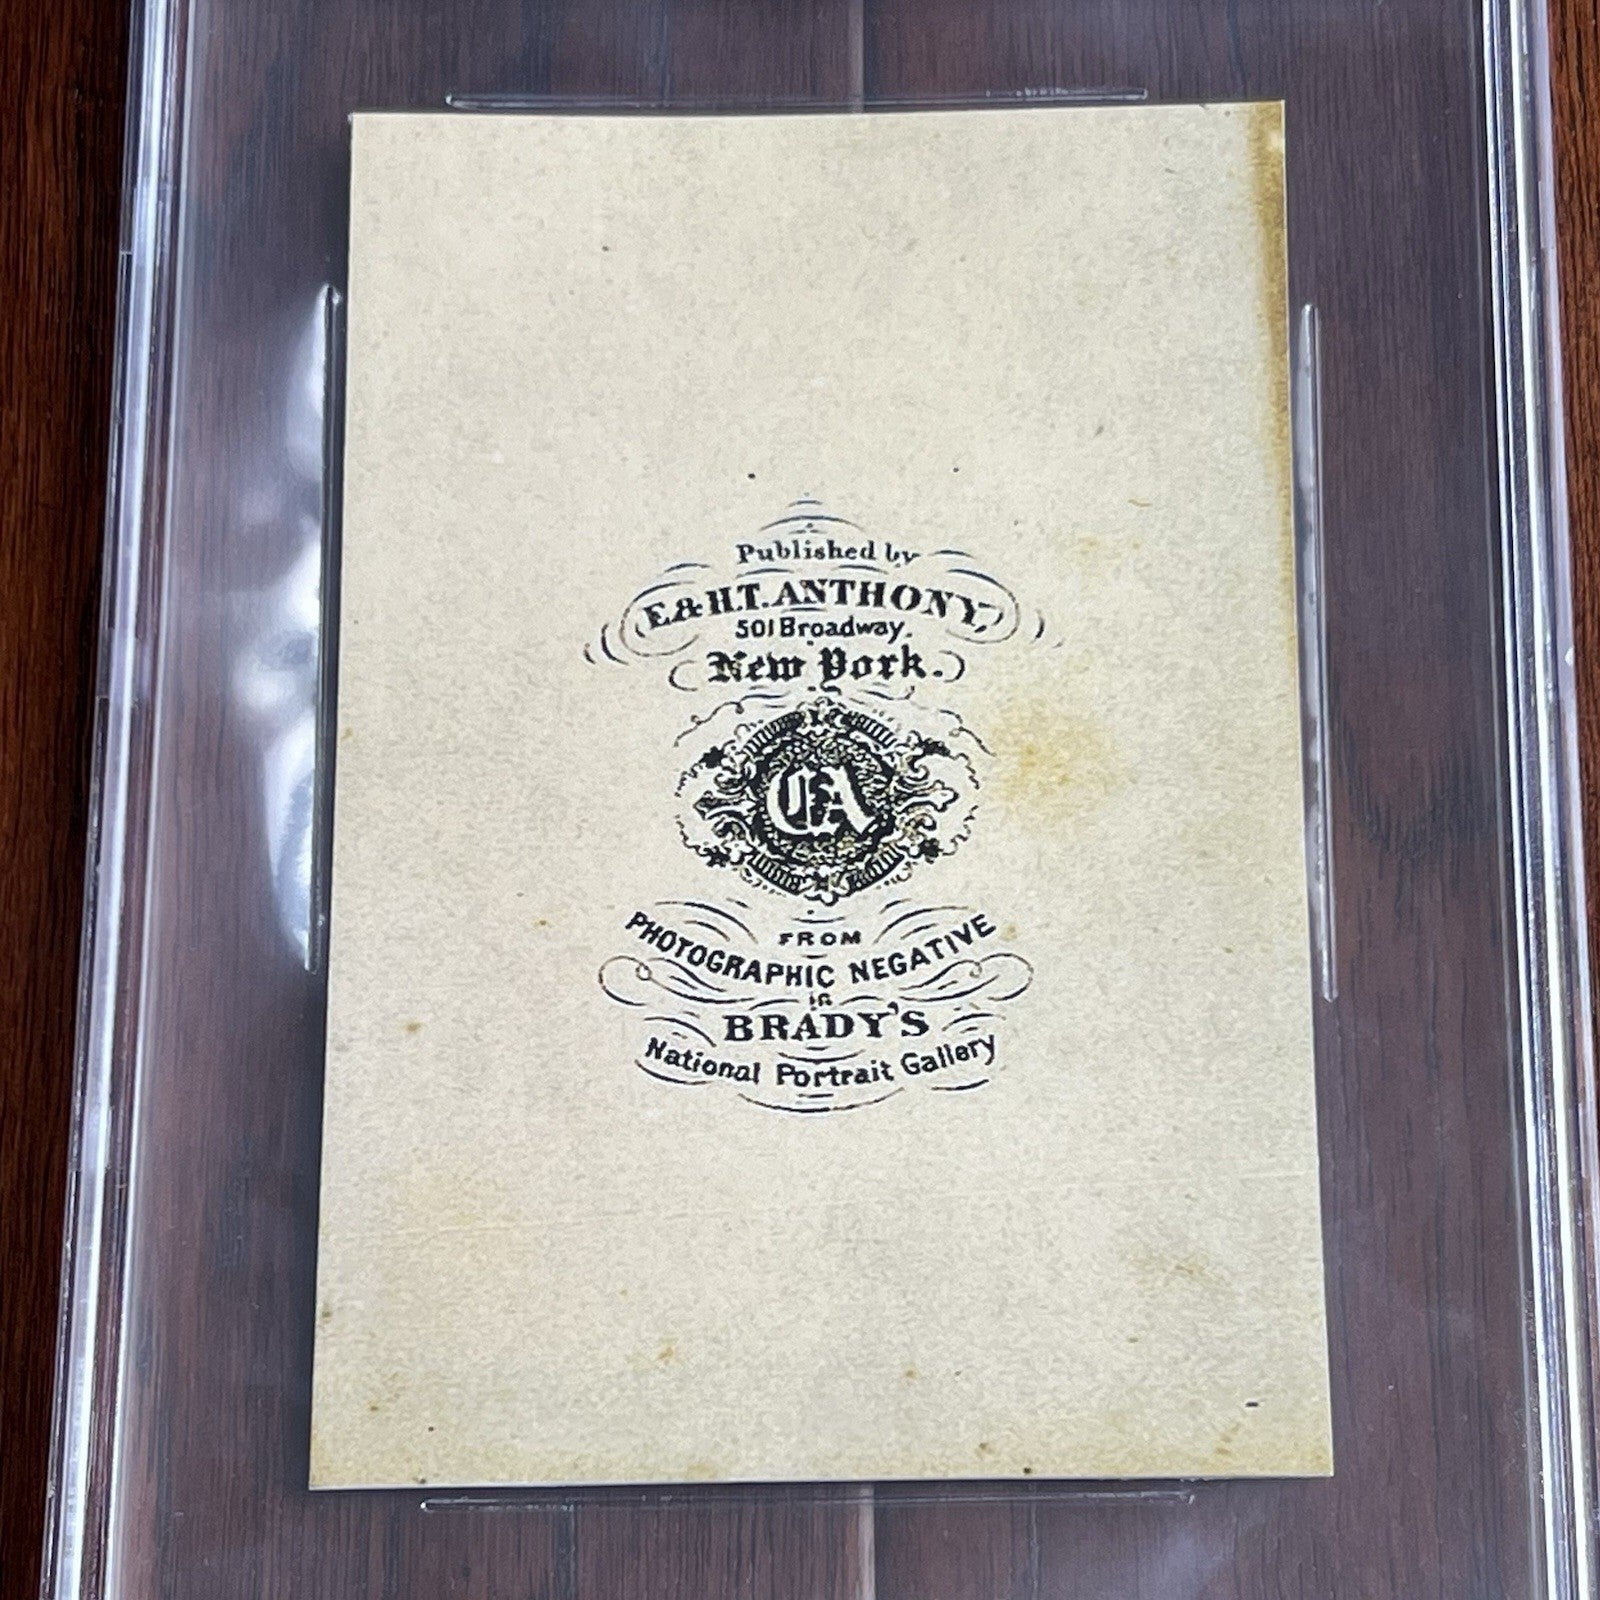 Published by
E. & H.T. ANTHONY,
501 Broadway.
New York.
EA
FROM
PHOTOGRAPHIC NEGATIVE
in
BRADY'S
National Portrait Gallery